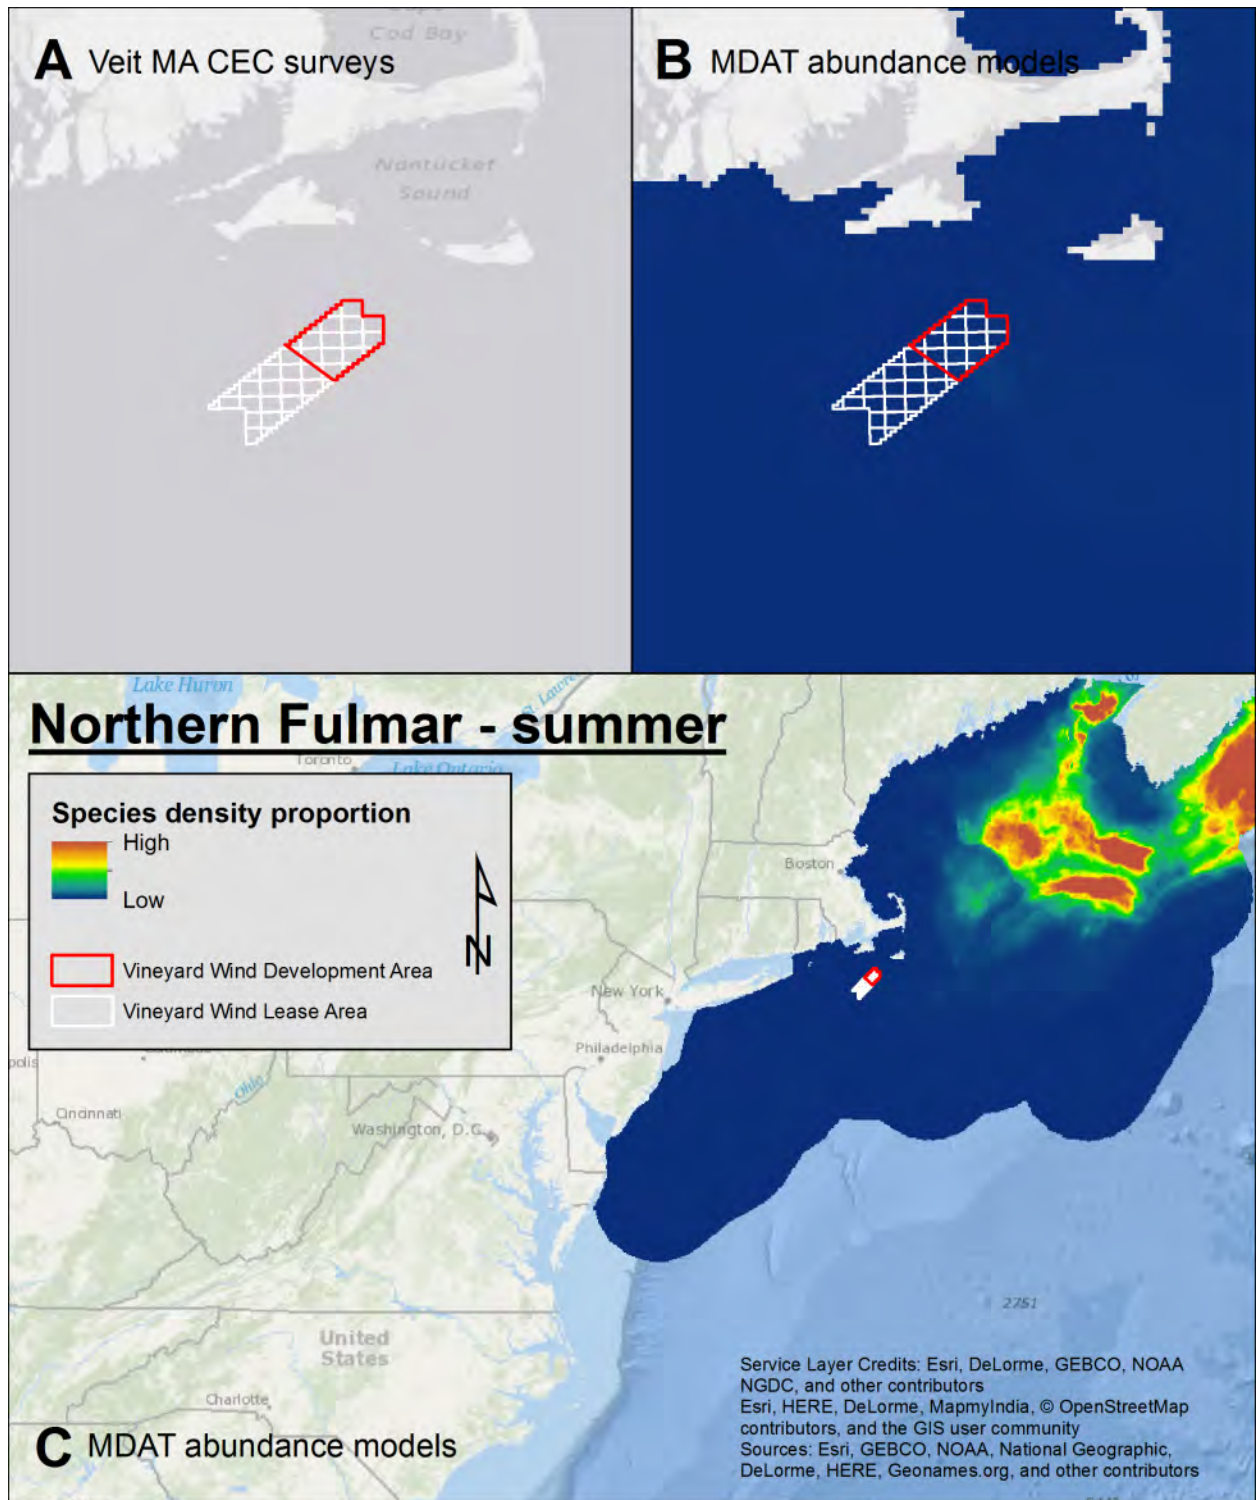 A Veit MA CEC surveys
Cod Bay
Nantucket
Sound
B MDAT abundance models
Lake Huron
Northern Fulmar - summer
Toronto
Lake Ontario
Species density proportion
High
Low
N
Vineyard Wind Development Area
Vineyard Wind Lease Area
Boston
New York
Philadelphia
Ohio
Cincinnati
Washington, D.C.
2751
United
States
Charlotte
C MDAT abundance models
Service Layer Credits: Esri, DeLorme, GEBCO, NOAA
NGDC, and other contributors
Esri, HERE, DeLorme, MapmyIndia, © OpenStreetMap
contributors, and the GIS user community
Sources: Esri, GEBCO, NOAA, National Geographic,
DeLorme, HERE, Geonames.org, and other contributors